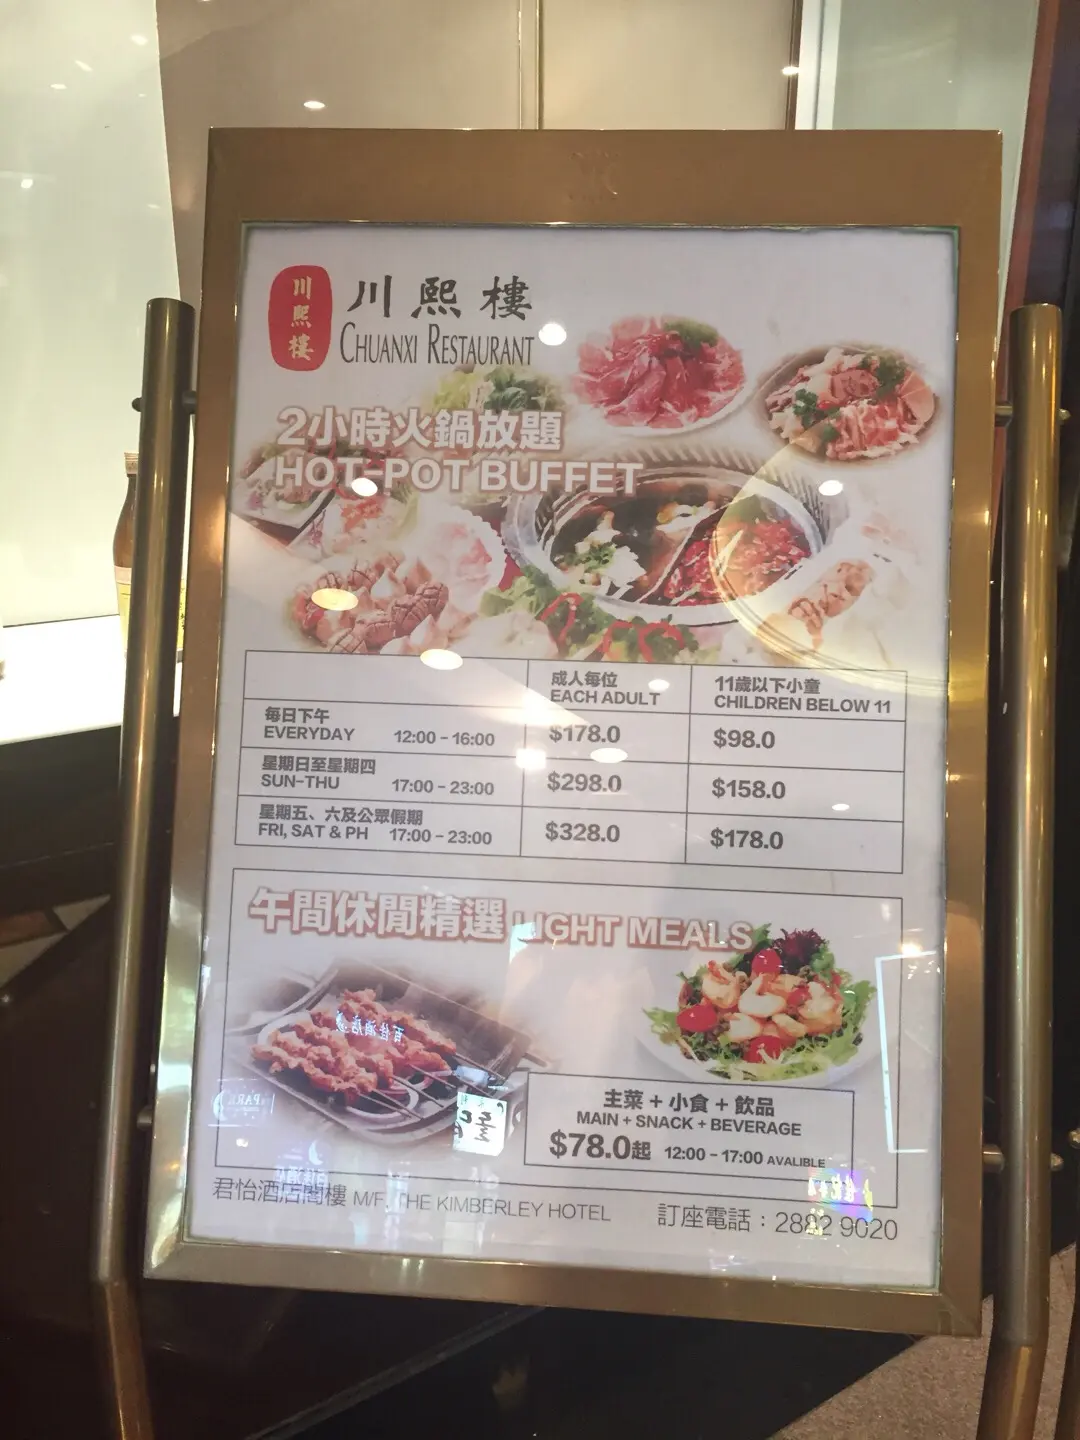 川熙樓
川熙樓
CHUANXI RESTAURANT
2小時火鍋放題
HOT-POT BUFFET
成人每位
EACH ADULT
11歲以下小童
CHILDREN BELOW 11
每日下午
EVERYDAY 12:00 - 16:00 $178.0 $98.0
星期日至星期四
SUN-THU 17:00 - 23:00 $298.0 $158.0
星期五、六及公眾假期
FRI, SAT & PH 17:00 - 23:00 $328.0 $178.0
午間休閒精選 LIGHT MEALS
主菜 + 小食 + 飲品
MAIN + SNACK + BEVERAGE
$78.0起 12:00 - 17:00 AVALIBLE
君怡酒店閣樓 M/F, THE KIMBERLEY HOTEL 訂座電話：2882 9020